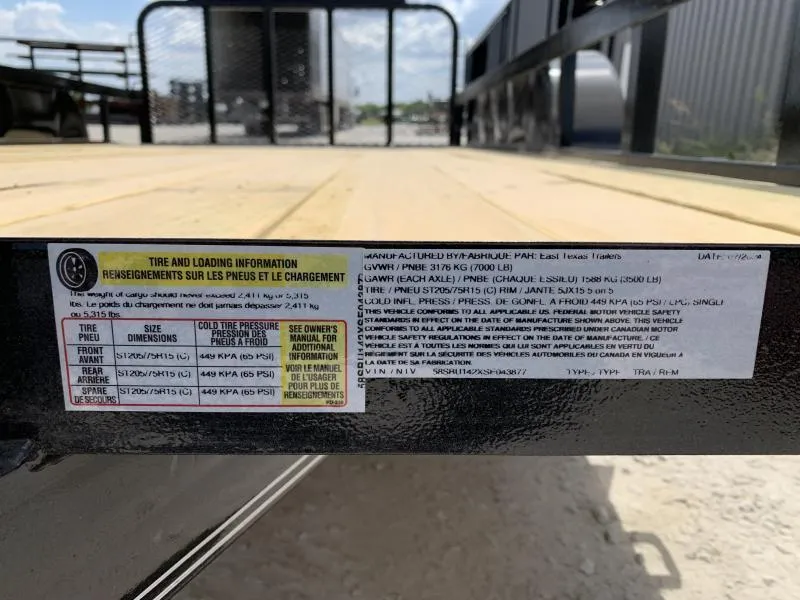 TIRE AND LOADING INFORMATION
RENSEIGNEMENTS SUR LES PNEUS ET LE CHARGEMENT
The weight of cargo should never exceed 2,411 kg or 5,315
lbs. Le poids du chargement ne doit jamais dépasser 2,411 kg
ou 5,315 lbs.
TIRE PNEU SIZE DIMENSIONS COLD TIRE PRESSURE PRESSION DES PNEUS À FROID
FRONT AVANT ST205/75R15 (C) 449 KPA (65 PSI)
REAR ARRIÈRE ST205/75R15 (C) 449 KPA (65 PSI)
SPARE DE SECOURS ST205/75R15 (C) 449 KPA (65 PSI)
SEE OWNER'S
MANUAL FOR
ADDITIONAL
INFORMATION
VOIR LE MANUEL
DE L'USAGER
POUR PLUS DE
RENSEIGNEMENTS
MANUFACTURED BY/FABRIQUE PAR: East Texas Trailers DATE:
GVWR / PNBE 3176 KG (7000 LB)
GAWR (EACH AXLE) / PNBE (CHAQUE ESSIEU) 1588 KG (3500 LB)
TIRE / PNEU ST205/75R15 (C) RIM / JANTE 5JX15 5 on 5
COLD INFL. PRESS / PRESS. DE GONFL. A FROID 449 KPA (65 PSI / LPC) SINGLE
THIS VEHICLE CONFORMS TO ALL APPLICABLE US. FEDERAL MOTOR VEHICLE SAFETY
STANDARDS IN EFFECT ON THE DATE OF MANUFACTURE SHOWN ABOVE. THIS VEHICLE
CONFORMS TO ALL APPLICABLE STANDARDS PRESCRIBED UNDER CANADIAN MOTOR
VEHICLE SAFETY REGULATIONS IN EFFECT ON THE DATE OF MANUFACTURE. / CE
VEHICLE EST À TOUTES LES NORMES QUI LUI SONT APPLICABLES EN VERTU DU
RÈGLEMENT SUR LA SÉCURITÉ DES VÉHICULES AUTOMOBILES DU CANADA EN VIGUEUR À
LA DATE DE SA FABRICATION.
V I N / N I V TYPE / TYPE TRA / REM